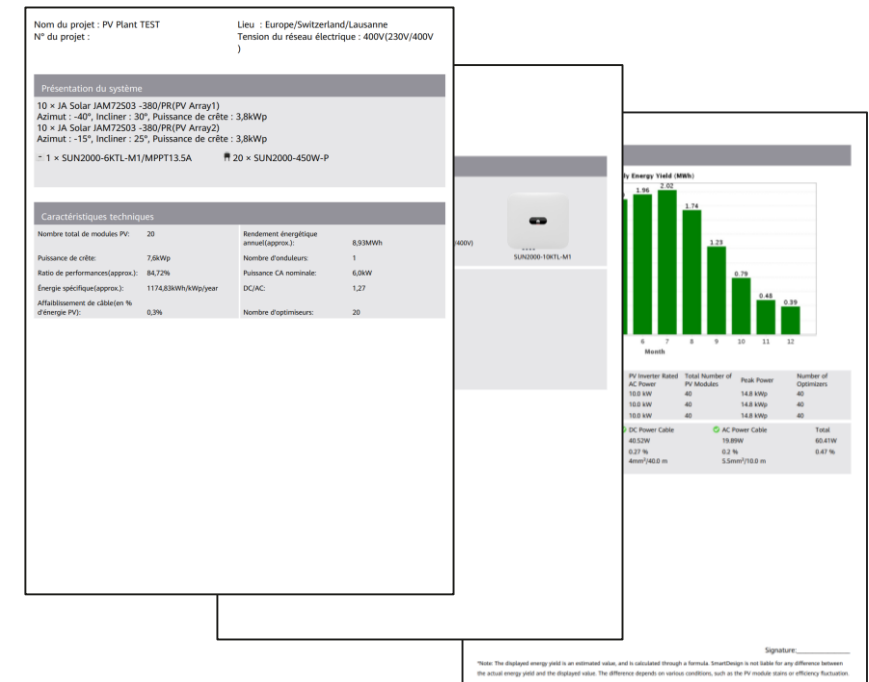 Nom du projet : PV Plant TEST
N° du projet :
Lieu : Europe/Switzerland/Lausanne
Tension du réseau électrique : 400V(230V/400V
)
Présentation du système
10 × JA Solar JAM72S03 -380/PR(PV Array1)
Azimut : -40°, Incliner : 30°, Puissance de crête : 3,8kWp
10 × JA Solar JAM72S03 -380/PR(PV Array2)
Azimut : -15°, Incliner : 25°, Puissance de crête : 3,8kWp
1 × SUN2000-6KTL-M1/MPPT13.5A
20 × SUN2000-450W-P
Caractéristiques techniques
Nombre total de modules PV: 20
Rendement énergétique
annuel(approx.): 8,93MWh
Puissance de crête: 7,6kWp
Nombre d'onduleurs: 1
Ratio de performances(approx.): 84,72%
Puissance CA nominale: 6,0kW
Énergie spécifique(approx.): 1174,83kWh/kWp/year
DC/AC: 1,27
Affaiblissement de câble(en %
d'énergie PV): 0,3%
Nombre d'optimiseurs: 20
/400V)
SUN2000-10KTL-M1
ly Energy Yield (MWh)
1.96
2.02
1.74
1.23
0.79
0.48
0.39
6 7 8 9 10 11 12
Month
PV Inverter Rated
AC Power
Total Number of
PV Modules
Peak Power
Number of
Optimizers
10.0 kW 40 14.8 kWp 40
10.0 kW 40 14.8 kWp 40
10.0 kW 40 14.8 kWp 40
DC Power Cable AC Power Cable Total
40.52W 19.89W 60.41W
0.27 % 0.2 % 0.47 %
4mm²/40.0 m 5.5mm²/10.0 m
Signature:
*Note: The displayed energy yield is an estimated value, and is calculated through a formula. SmartDesign is not liable for any difference between
the actual energy yield and the displayed value. The difference depends on various conditions, such as the PV module stains or efficiency fluctuation.